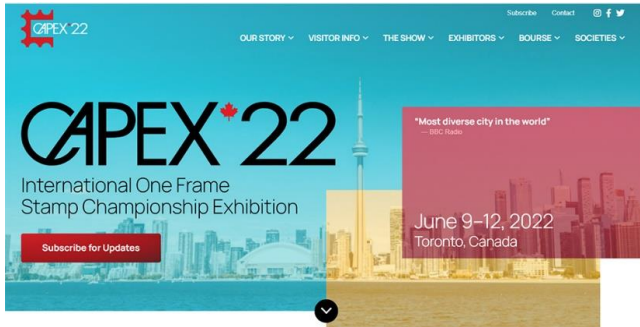 Subscribe Contact
CAPEX 22
OUR STORY VISITOR INFO THE SHOW EXHIBITORS BOURSE SOCIETIES
CAPEX 22
International One Frame
Stamp Championship Exhibition
Subscribe for Updates
“Most diverse city in the world”
— BBC Radio
June 9–12, 2022
Toronto, Canada